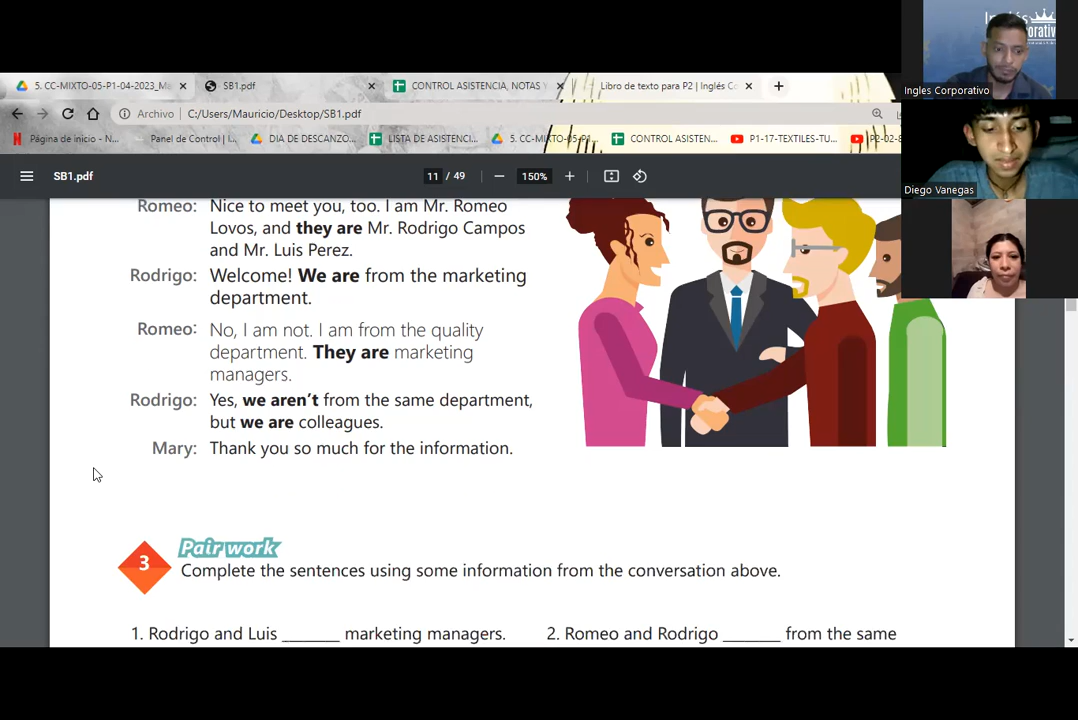 Inglés
Corporativo
Ingles Corporativo
5. CC-MIXTO-05-P1-04-2023_M
SB1.pdf
CONTROL ASISTENCIA, NOTAS Y
Libro de texto para P2 | Inglés C
Archivo
C:/Users/Mauricio/Desktop/SB1.pdf
Página de inicio - N...
Panel de Control | I...
DIA DE DESCANZO...
LISTA DE ASISTENCI...
5. CC-MIXTO-05-P1...
CONTROL ASISTEN...
P1-17-TEXTILES-TU...
Diego Vanegas
SB1.pdf
11 / 49
150%
Romeo: Nice to meet you, too. I am Mr. Romeo
Lovos, and they are Mr. Rodrigo Campos
and Mr. Luis Perez.
Rodrigo: Welcome! We are from the marketing
department.
Romeo: No, I am not. I am from the quality
department. They are marketing
managers.
Rodrigo: Yes, we aren't from the same department,
but we are colleagues.
Mary: Thank you so much for the information.
3
Pair work
Complete the sentences using some information from the conversation above.
1. Rodrigo and Luis _______ marketing managers.
2. Romeo and Rodrigo _______ from the same